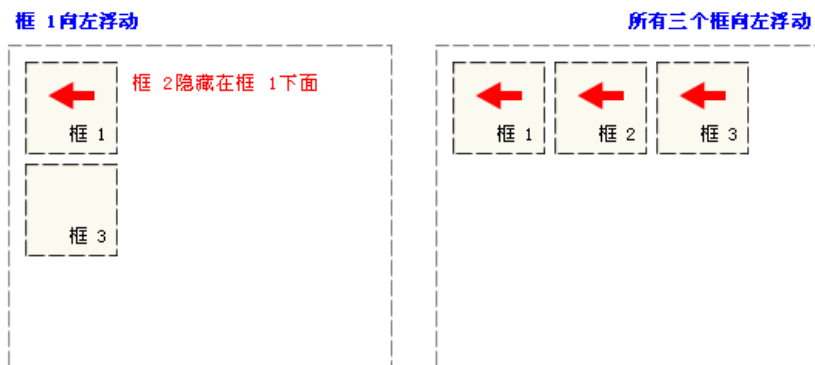 框 1向左浮动
所有三个框向左浮动
框 2隐藏在框 1下面
框 1
框 3
框 1
框 2
框 3